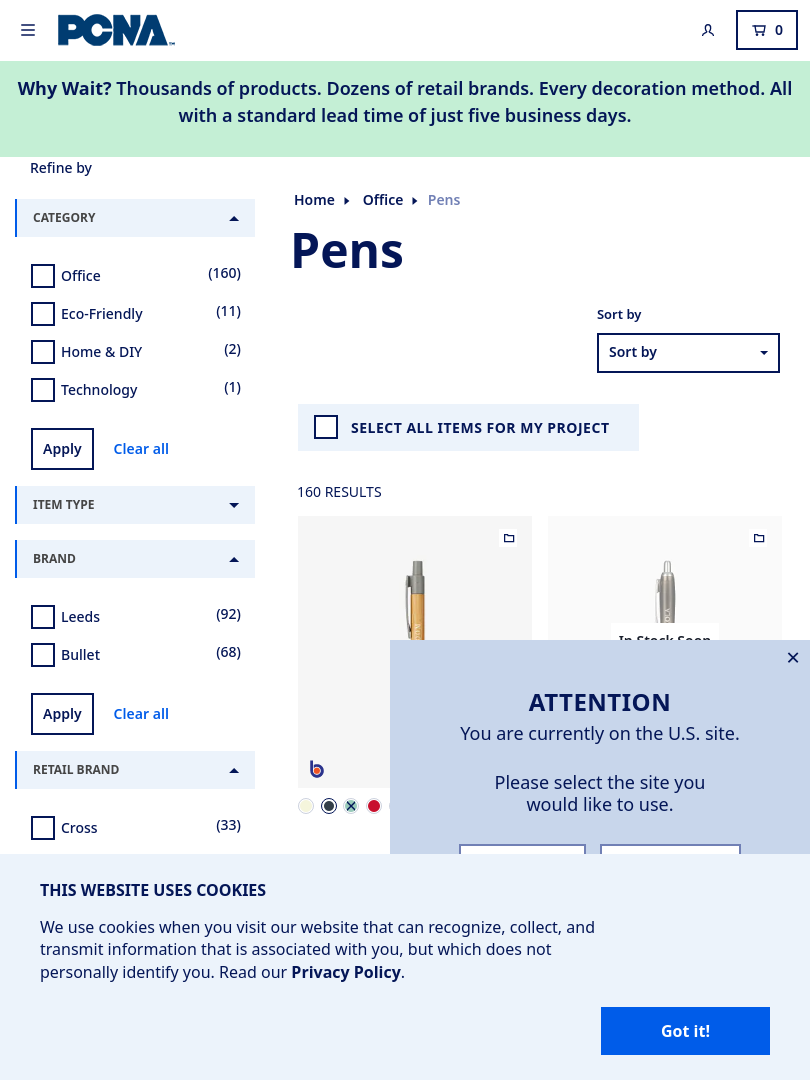 PCNA
0
Why Wait? Thousands of products. Dozens of retail brands. Every decoration method. All
with a standard lead time of just five business days.
Refine by
CATEGORY
Office (160)
Eco-Friendly (11)
Home & DIY (2)
Technology (1)
Apply Clear all
ITEM TYPE
BRAND
Leeds (92)
Bullet (68)
Apply Clear all
RETAIL BRAND
Cross (33)
Home Office Pens
Pens
Sort by
Sort by
SELECT ALL ITEMS FOR MY PROJECT
160 RESULTS
In Stock Soon
b
ATTENTION
You are currently on the U.S. site.
Please select the site you
would like to use.
THIS WEBSITE USES COOKIES
We use cookies when you visit our website that can recognize, collect, and
transmit information that is associated with you, but which does not
personally identify you. Read our Privacy Policy.
Got it!